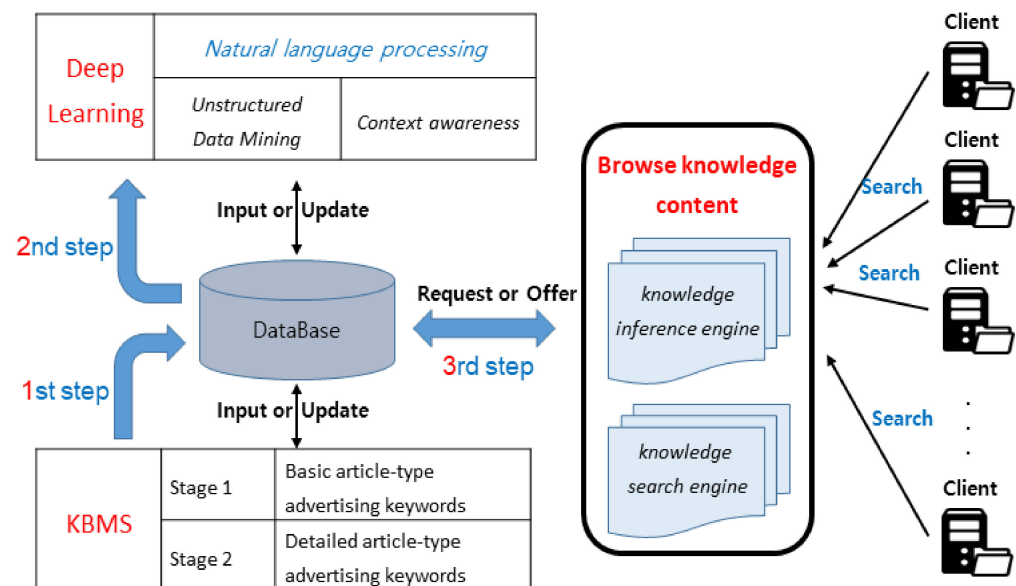 Deep
Learning
Natural language processing
Unstructured
Data Mining
Context awareness
Input or Update
2nd step
DataBase
1st step
Input or Update
KBMS
Stage 1
Basic article-type
advertising keywords
Stage 2
Detailed article-type
advertising keywords
Request or Offer
3rd step
Browse knowledge
content
knowledge
inference engine
knowledge
search engine
Search
Search
Search
Client
Client
Client
.
.
.
Client